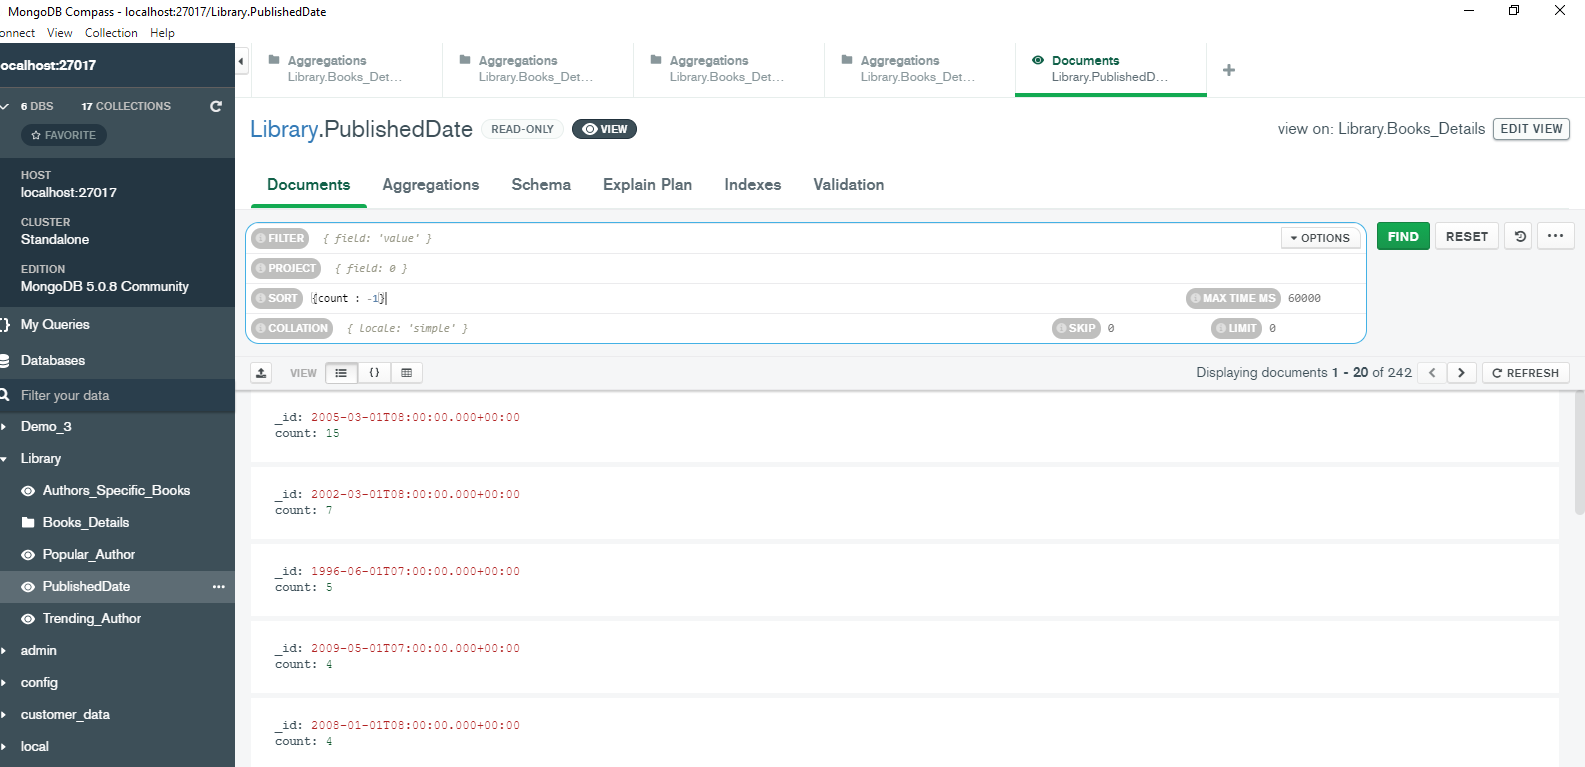 MongoDB Compass - localhost:27017/Library.PublishedDate
onnect View Collection Help
ocalhost:27017
6 DBS 17 COLLECTIONS
FAVORITE
HOST
localhost:27017
CLUSTER
Standalone
EDITION
MongoDB 5.0.8 Community
{} My Queries
Databases
Filter your data
Demo_3
Library
Authors_Specific_Books
Books_Details
Popular_Author
PublishedDate ...
Trending_Author
admin
config
customer_data
local
Aggregations
Library.Books_Det...
Aggregations
Library.Books_Det...
Aggregations
Library.Books_Det...
Aggregations
Library.Books_Det...
Documents
Library.PublishedD...
+
Library.PublishedDate READ-ONLY VIEW
view on: Library.Books_Details EDIT VIEW
Documents Aggregations Schema Explain Plan Indexes Validation
FILTER { field: 'value' } OPTIONS
FIND RESET ...
PROJECT { field: 0 }
SORT {count : -1} MAX TIME MS 60000
COLLATION { locale: 'simple' } SKIP 0 LIMIT 0
VIEW {} Displaying documents 1 - 20 of 242 < > REFRESH
_id: 2005-03-01T08:00:00.000+00:00
count: 15
_id: 2002-03-01T08:00:00.000+00:00
count: 7
_id: 1996-06-01T07:00:00.000+00:00
count: 5
_id: 2009-05-01T07:00:00.000+00:00
count: 4
_id: 2008-01-01T08:00:00.000+00:00
count: 4